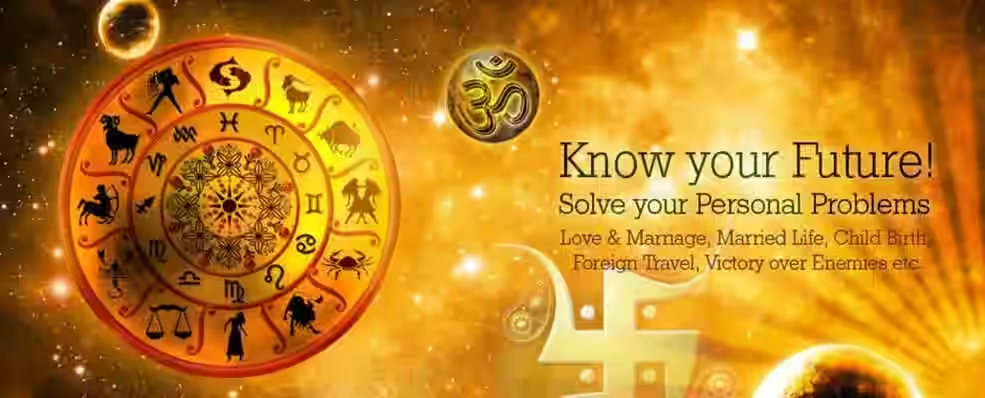 Know your Future!
Solve your Personal Problems
Love & Marriage, Married Life, Child Birth,
Foreign Travel, Victory over Enemies etc.
ॐ